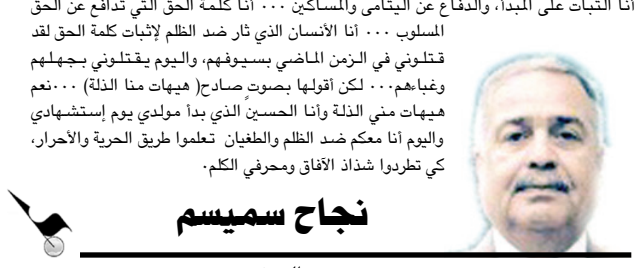 أنا الثبات على المبدأ، والدفاع عن اليتامى والمساكين ... أنا كلمة الحق التي تدافع عن الحق
المسلوب ... أنا الأنسان الذي ثار ضد الظلم لإثبات كلمة الحق لقد
قتلوني في الزمن الماضي بسيوفهم، واليوم يقتلوني بجهلهم
وغباءهم... لكن أقولها بصوتٍ صادح( هيهات منا الذلة) ...نعم
هيهات مني الذلة وأنا الحسينُ الذي بدأ مولدي يوم إستشهادي
واليوم أنا معكم ضد الظلم والطغيان تعلموا طريق الحرية والأحرار،
كي تطردوا شذاذ الآفاق ومحرفي الكلم.
نجاح سميسم